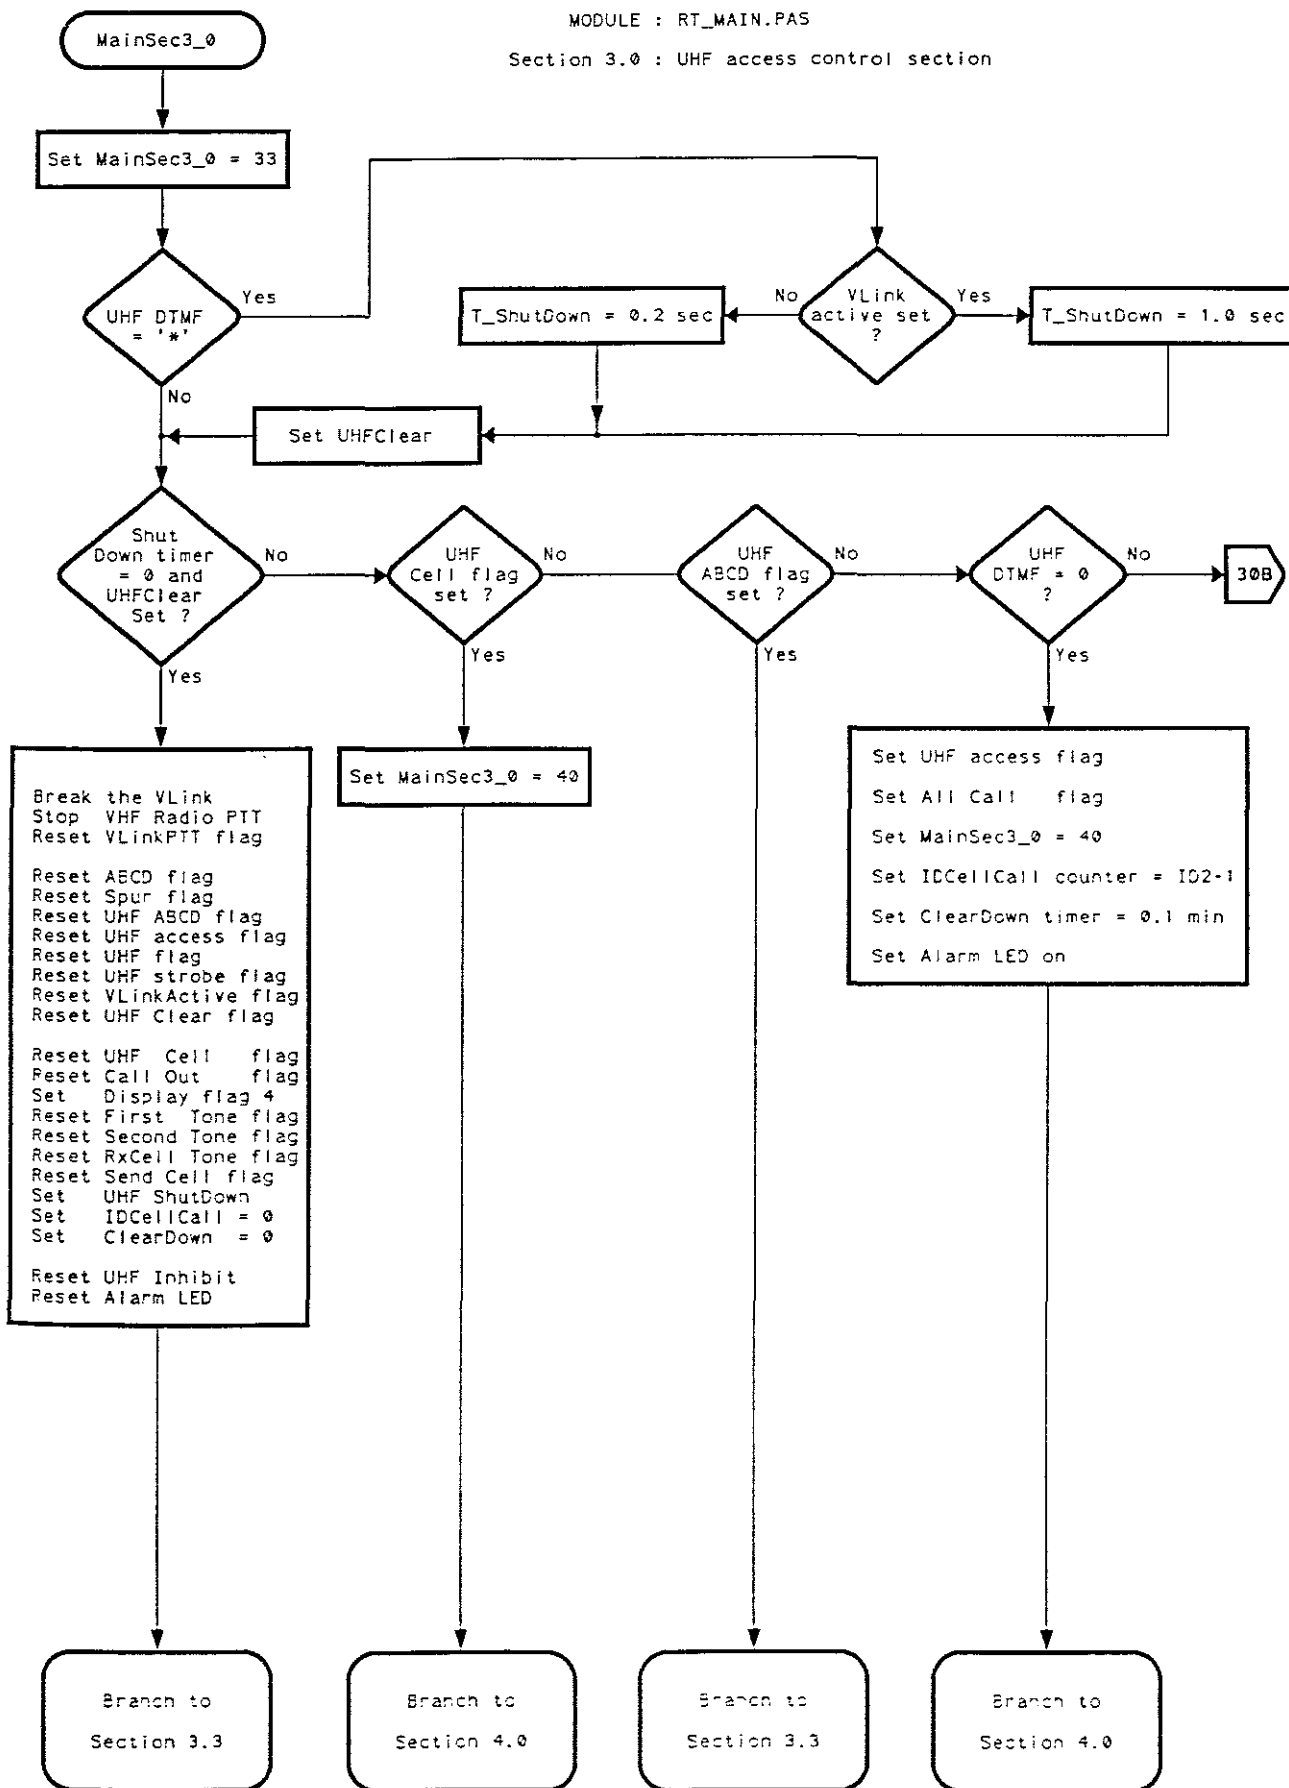 MODULE : RT_MAIN.PAS
Section 3.0 : UHF access control section
MainSec3_0
Set MainSec3_0 = 33
UHF DTMF
= '*'
Yes
No
VLink
active set
?
No
Yes
T_ShutDown = 0.2 sec
T_ShutDown = 1.0 sec
Set UHFClear
Shut
Down timer
= 0 and
UHFClear
Set ?
No
Yes
UHF
Cell flag
set ?
No
Yes
UHF
ABCD flag
set ?
No
Yes
UHF
DTMF = 0
?
No
Yes
30B
Break the VLink
Stop VHF Radio PTT
Reset VLinkPTT flag
Reset ABCD flag
Reset Spur flag
Reset UHF ABCD flag
Reset UHF access flag
Reset UHF flag
Reset UHF strobe flag
Reset VLinkActive flag
Reset UHF Clear flag
Reset UHF Cell flag
Reset Call Out flag
Set Display flag 4
Reset First Tone flag
Reset Second Tone flag
Reset RxCell Tone flag
Reset Send Cell flag
Set UHF ShutDown
Set IDCellCall = 0
Set ClearDown = 0
Reset UHF Inhibit
Reset Alarm LED
Set MainSec3_0 = 40
Set UHF access flag
Set All Call flag
Set MainSec3_0 = 40
Set IDCellCall counter = ID2-1
Set ClearDown timer = 0.1 min
Set Alarm LED on
Branch to
Section 3.3
Branch to
Section 4.0
Branch to
Section 3.3
Branch to
Section 4.0